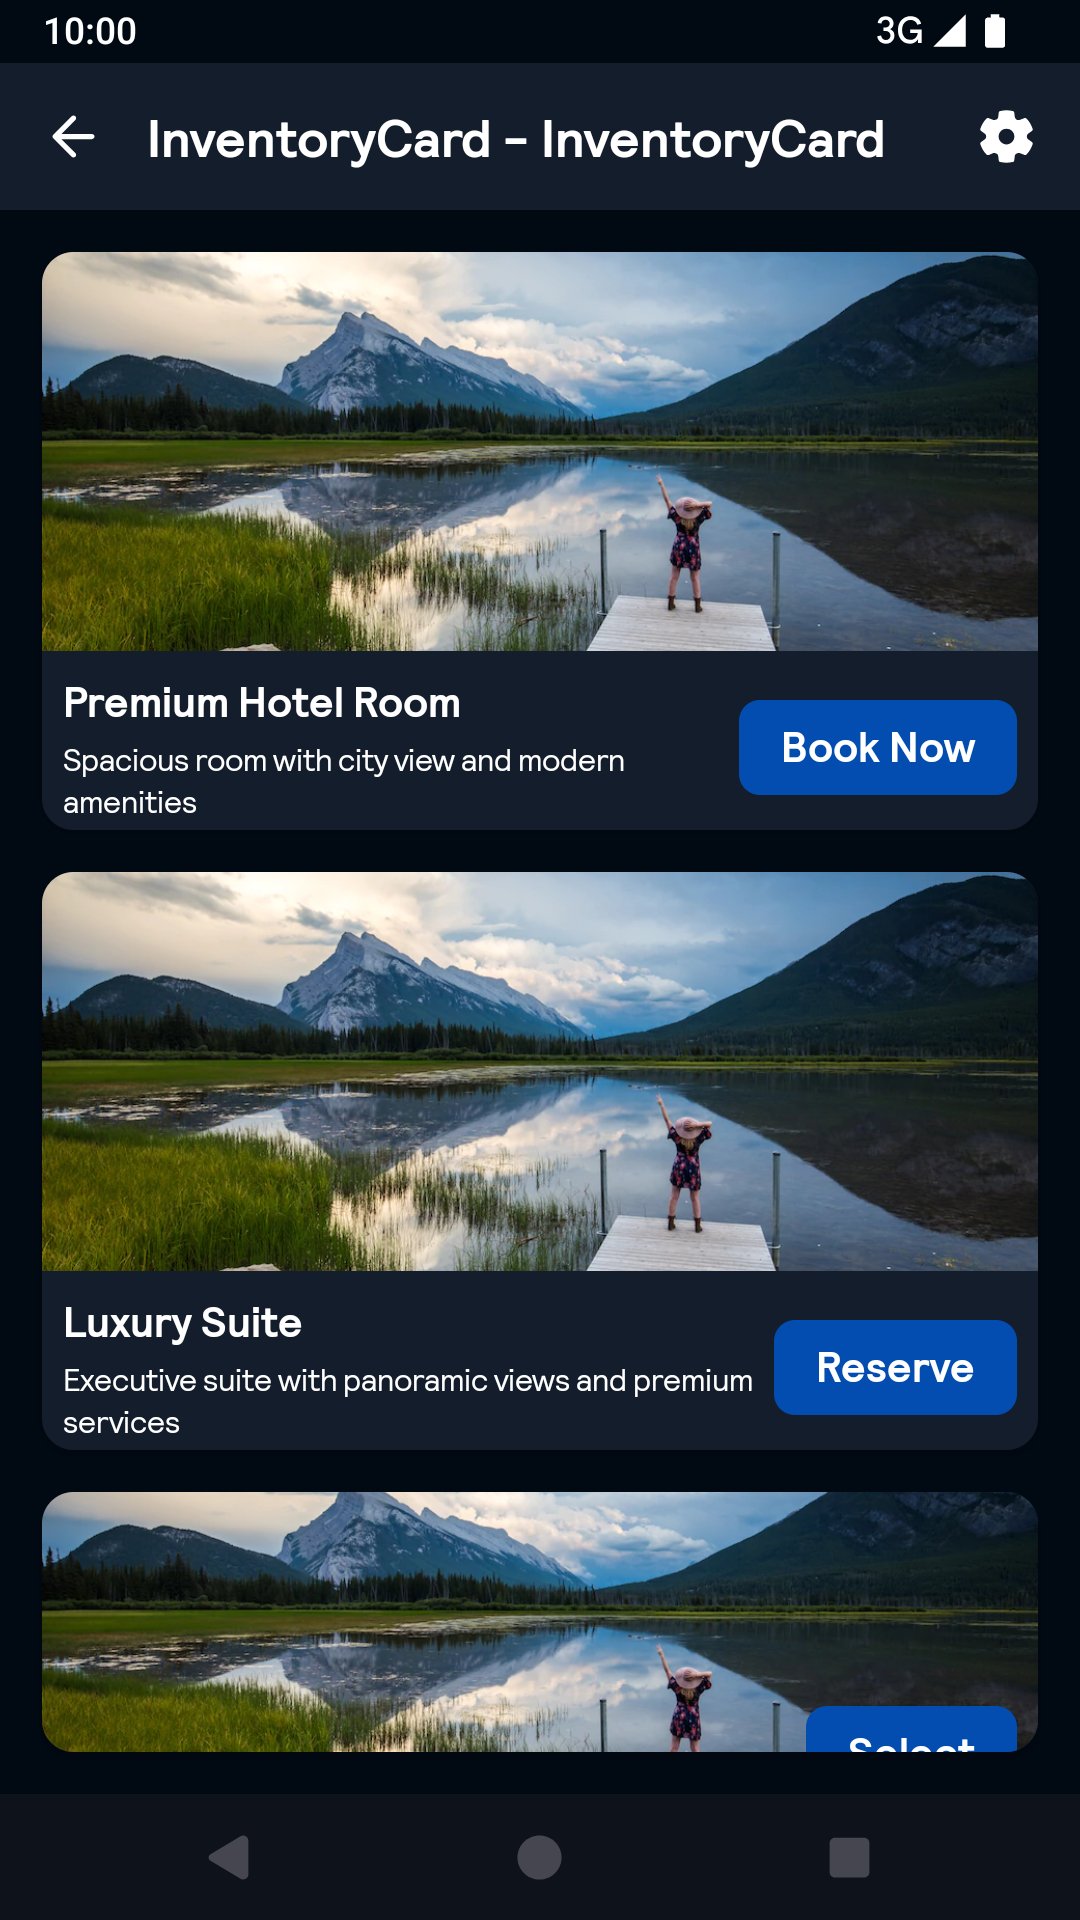 10:00
3G
InventoryCard - InventoryCard
Premium Hotel Room
Spacious room with city view and modern
amenities
Book Now
Luxury Suite
Executive suite with panoramic views and premium
services
Reserve
Select